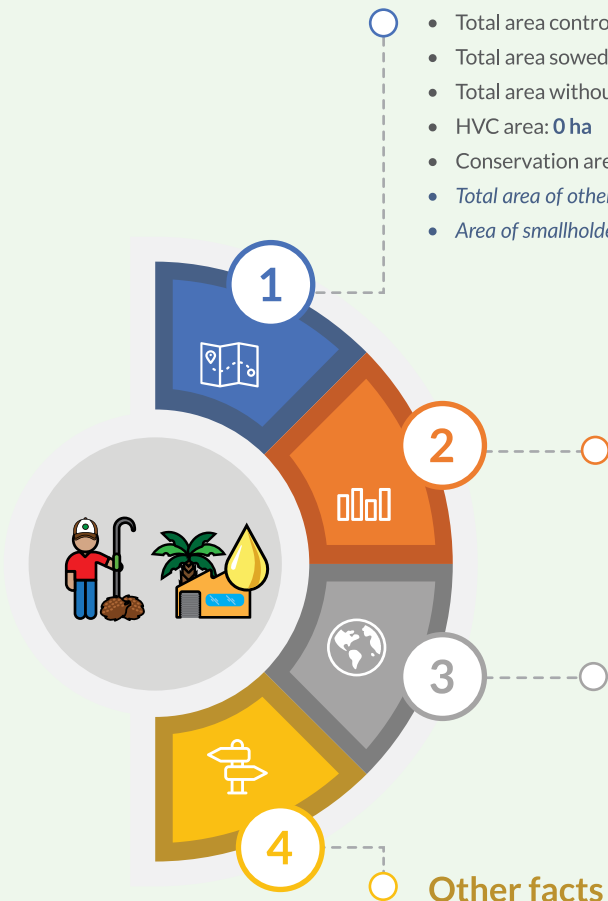 • Total area contro
• Total area sowed
• Total area withou
• HVC area: 0 ha
• Conservation are
• Total area of other
• Area of smallholde
1
2
3
4
Other facts